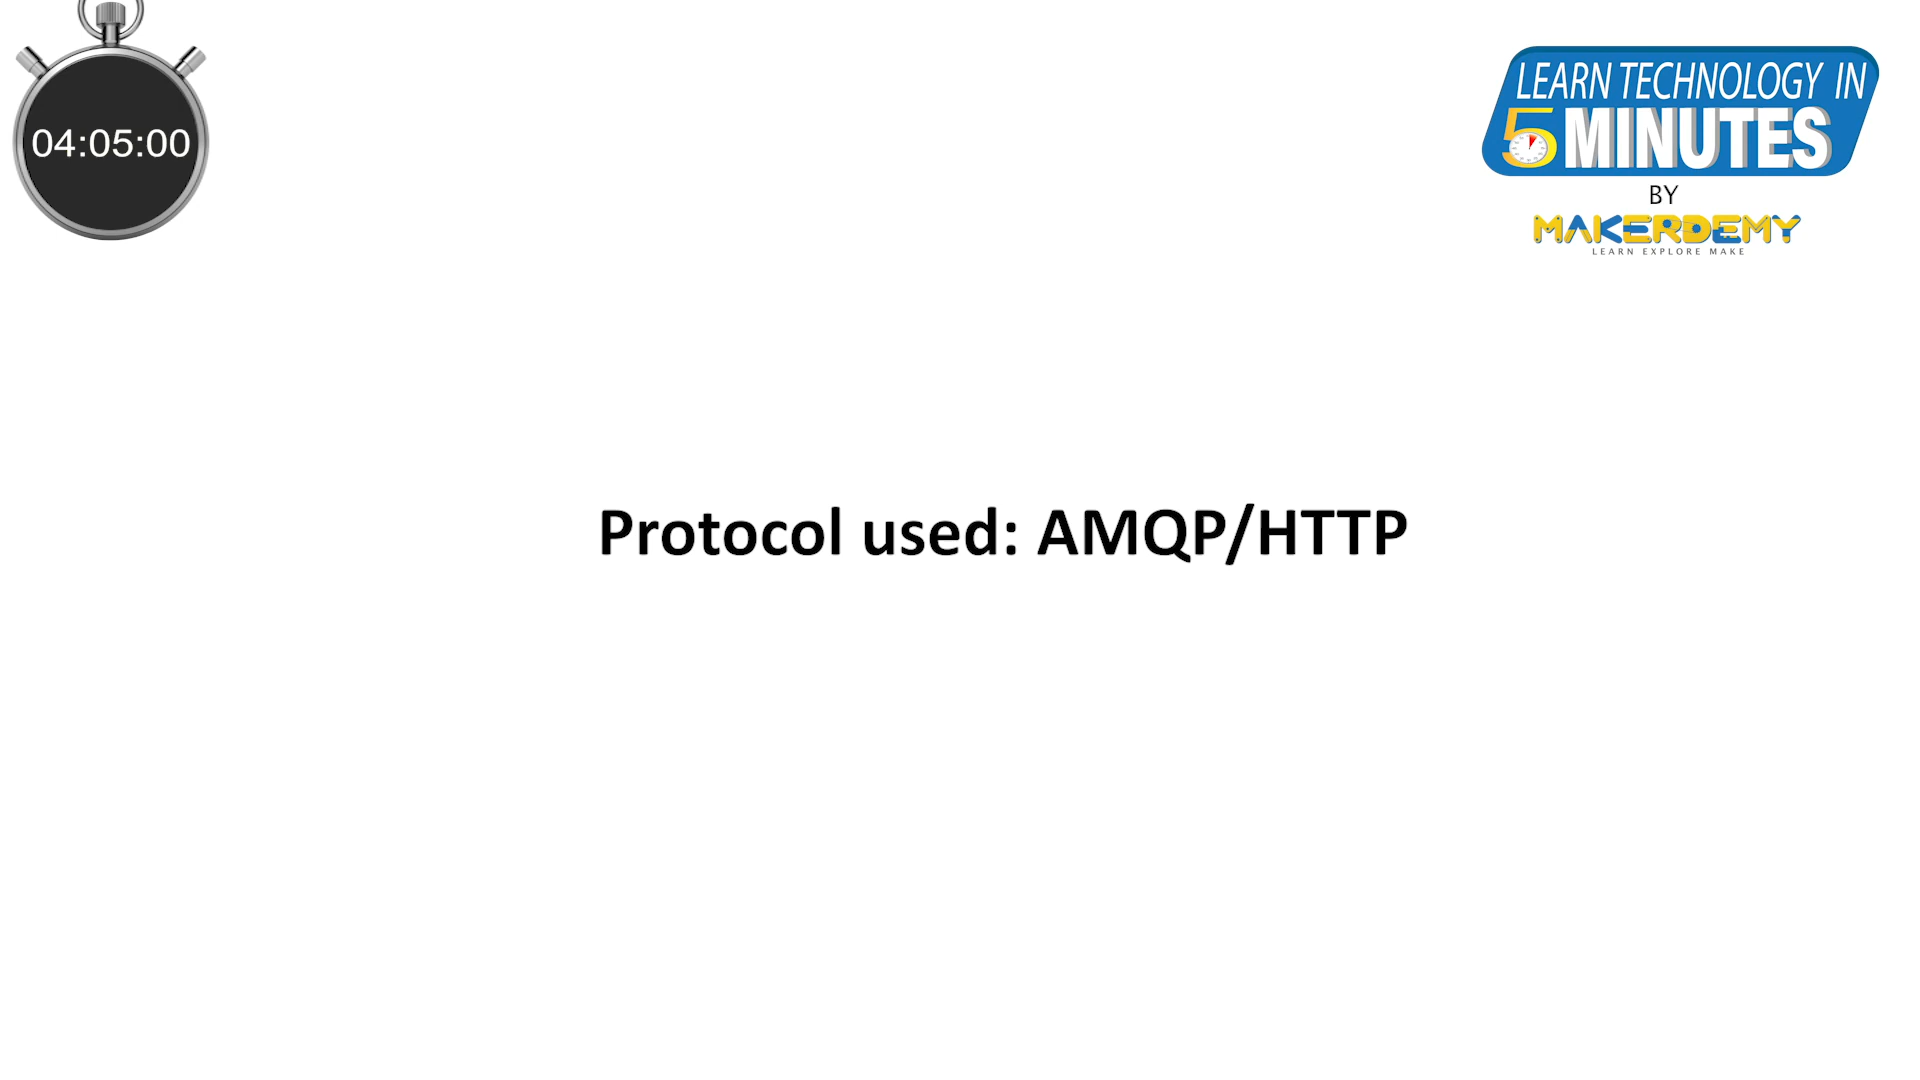 04:05:00
LEARN TECHNOLOGY IN
5 MINUTES
BY
MAKERDEMY
LEARN EXPLORE MAKE
Protocol used: AMQP/HTTP